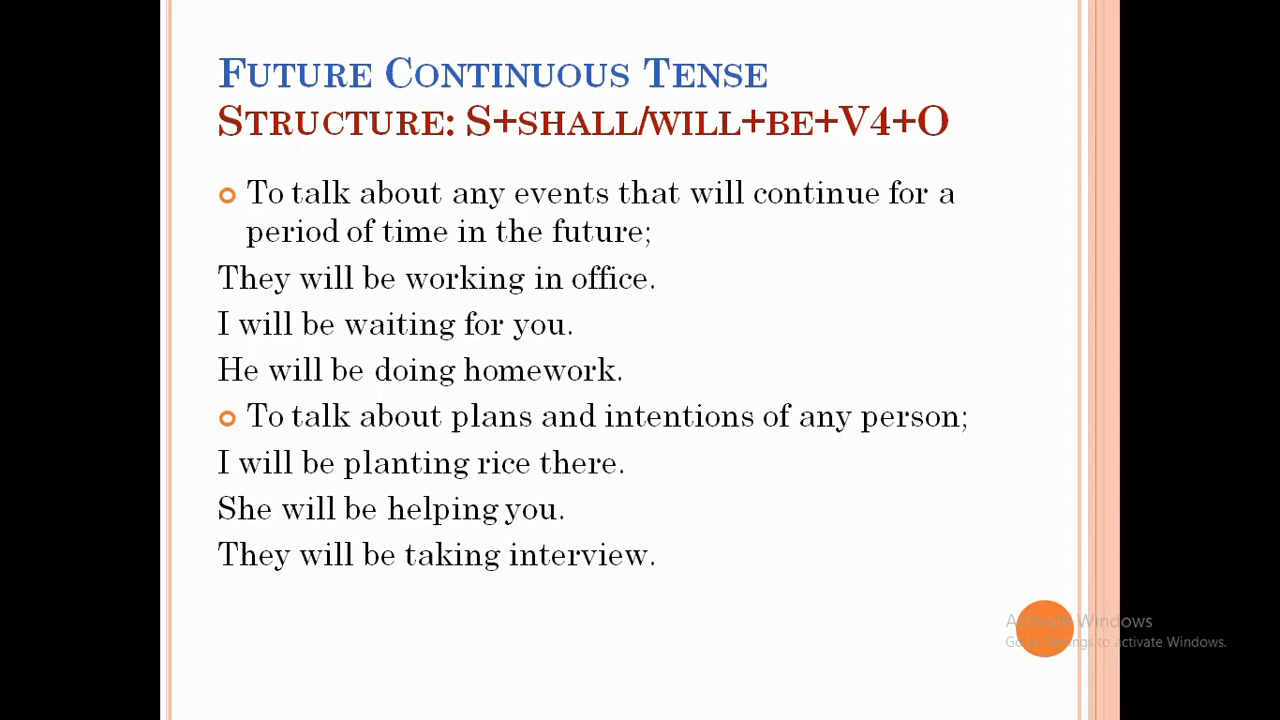 Future Continuous Tense
Structure: S+shall/will+be+V4+O
To talk about any events that will continue for a
period of time in the future;
They will be working in office.
I will be waiting for you.
He will be doing homework.
To talk about plans and intentions of any person;
I will be planting rice there.
She will be helping you.
They will be taking interview.
Activate Windows
Go to Settings to activate Windows.